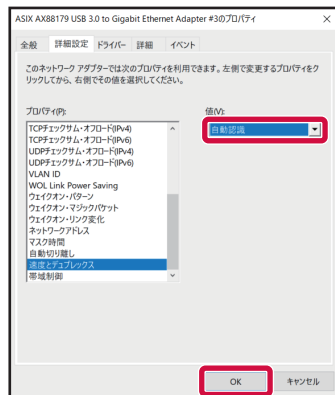 ASIX AX88179 USB 3.0 to Gigabit Ethernet Adapter #3のプロパティ
全般 詳細設定 ドライバー 詳細 イベント
このネットワーク アダプターでは次のプロパティを利用できます。左側で変更するプロパティをク
リックしてから、右側でその値を選択してください。
プロパティ(P): 値(V):
TCPチェックサム・オフロード(IPv4)
TCPチェックサム・オフロード(IPv6)
UDPチェックサム・オフロード(IPv4)
UDPチェックサム・オフロード(IPv6)
VLAN ID
WOL Link Power Saving
ウェイクオン・パターン
ウェイクオン・マジックパケット
ウェイクオン・リンク変化
ネットワークアドレス
マスク時間
自動切り離し
速度とデュプレックス
帯域制御
自動認識
OK キャンセル